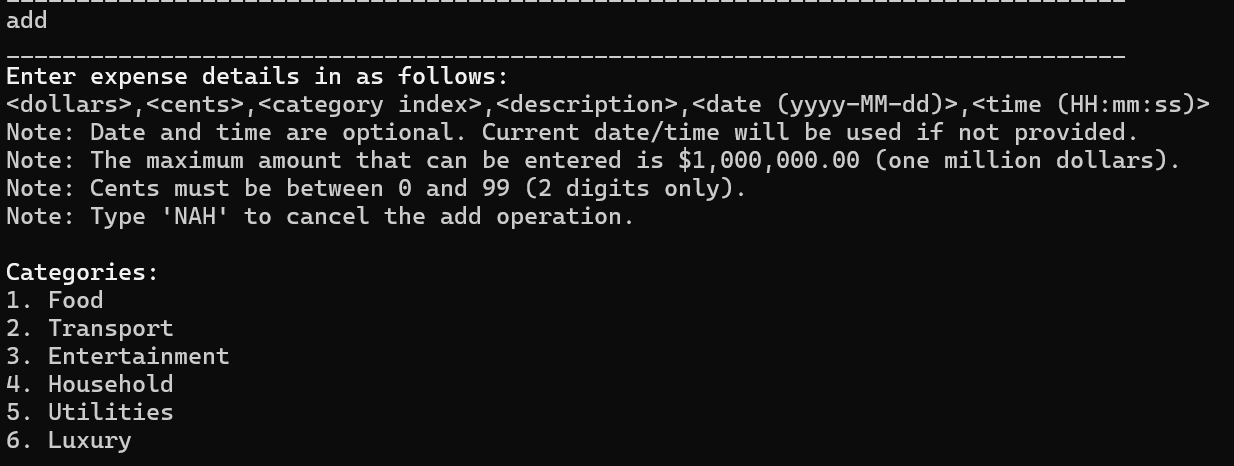 add
Enter expense details in as follows:
<dollars>,<cents>,<category index>,<description>,<date (yyyy-MM-dd)>,<time (HH:mm:ss)>
Note: Date and time are optional. Current date/time will be used if not provided.
Note: The maximum amount that can be entered is $1,000,000.00 (one million dollars).
Note: Cents must be between 0 and 99 (2 digits only).
Note: Type 'NAH' to cancel the add operation.
Categories:
1. Food
2. Transport
3. Entertainment
4. Household
5. Utilities
6. Luxury